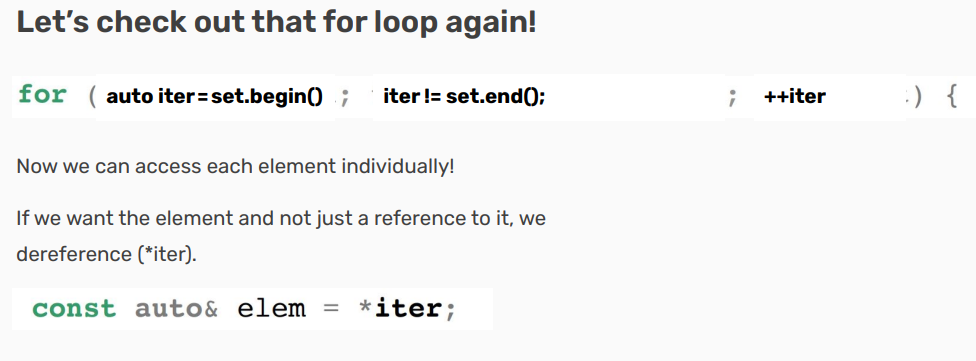 Let’s check out that for loop again!
for ( auto iter=set.begin() ; iter != set.end(); ; ++iter ) {
Now we can access each element individually!
If we want the element and not just a reference to it, we
dereference (*iter).
const auto& elem = *iter;